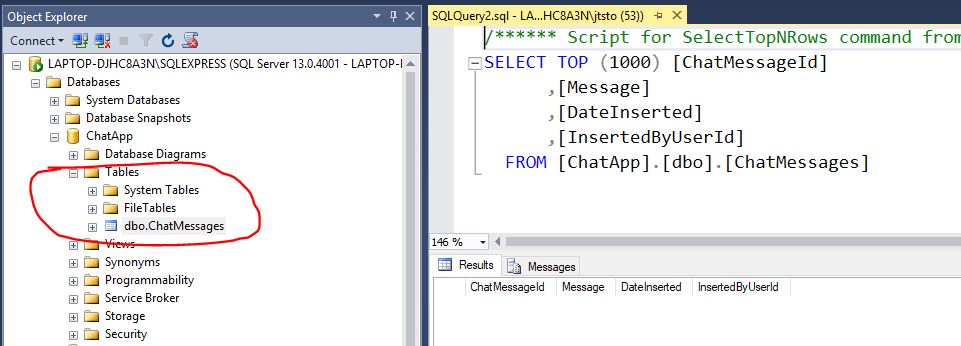 Object Explorer
Connect
LAPTOP-DJHC8A3N\SQLEXPRESS (SQL Server 13.0.4001 - LAPTOP-
Databases
System Databases
Database Snapshots
ChatApp
Database Diagrams
Tables
System Tables
FileTables
dbo.ChatMessages
Views
Synonyms
Programmability
Service Broker
Storage
Security
SQLQuery2.sql - LA...HC8A3N\jtsto (53))
/****** Script for SelectTopNRows command from
SELECT TOP (1000) [ChatMessageId]
,[Message]
,[DateInserted]
,[InsertedByUserId]
FROM [ChatApp].[dbo].[ChatMessages]
146 %
Results Messages
ChatMessageId Message DateInserted InsertedByUserId